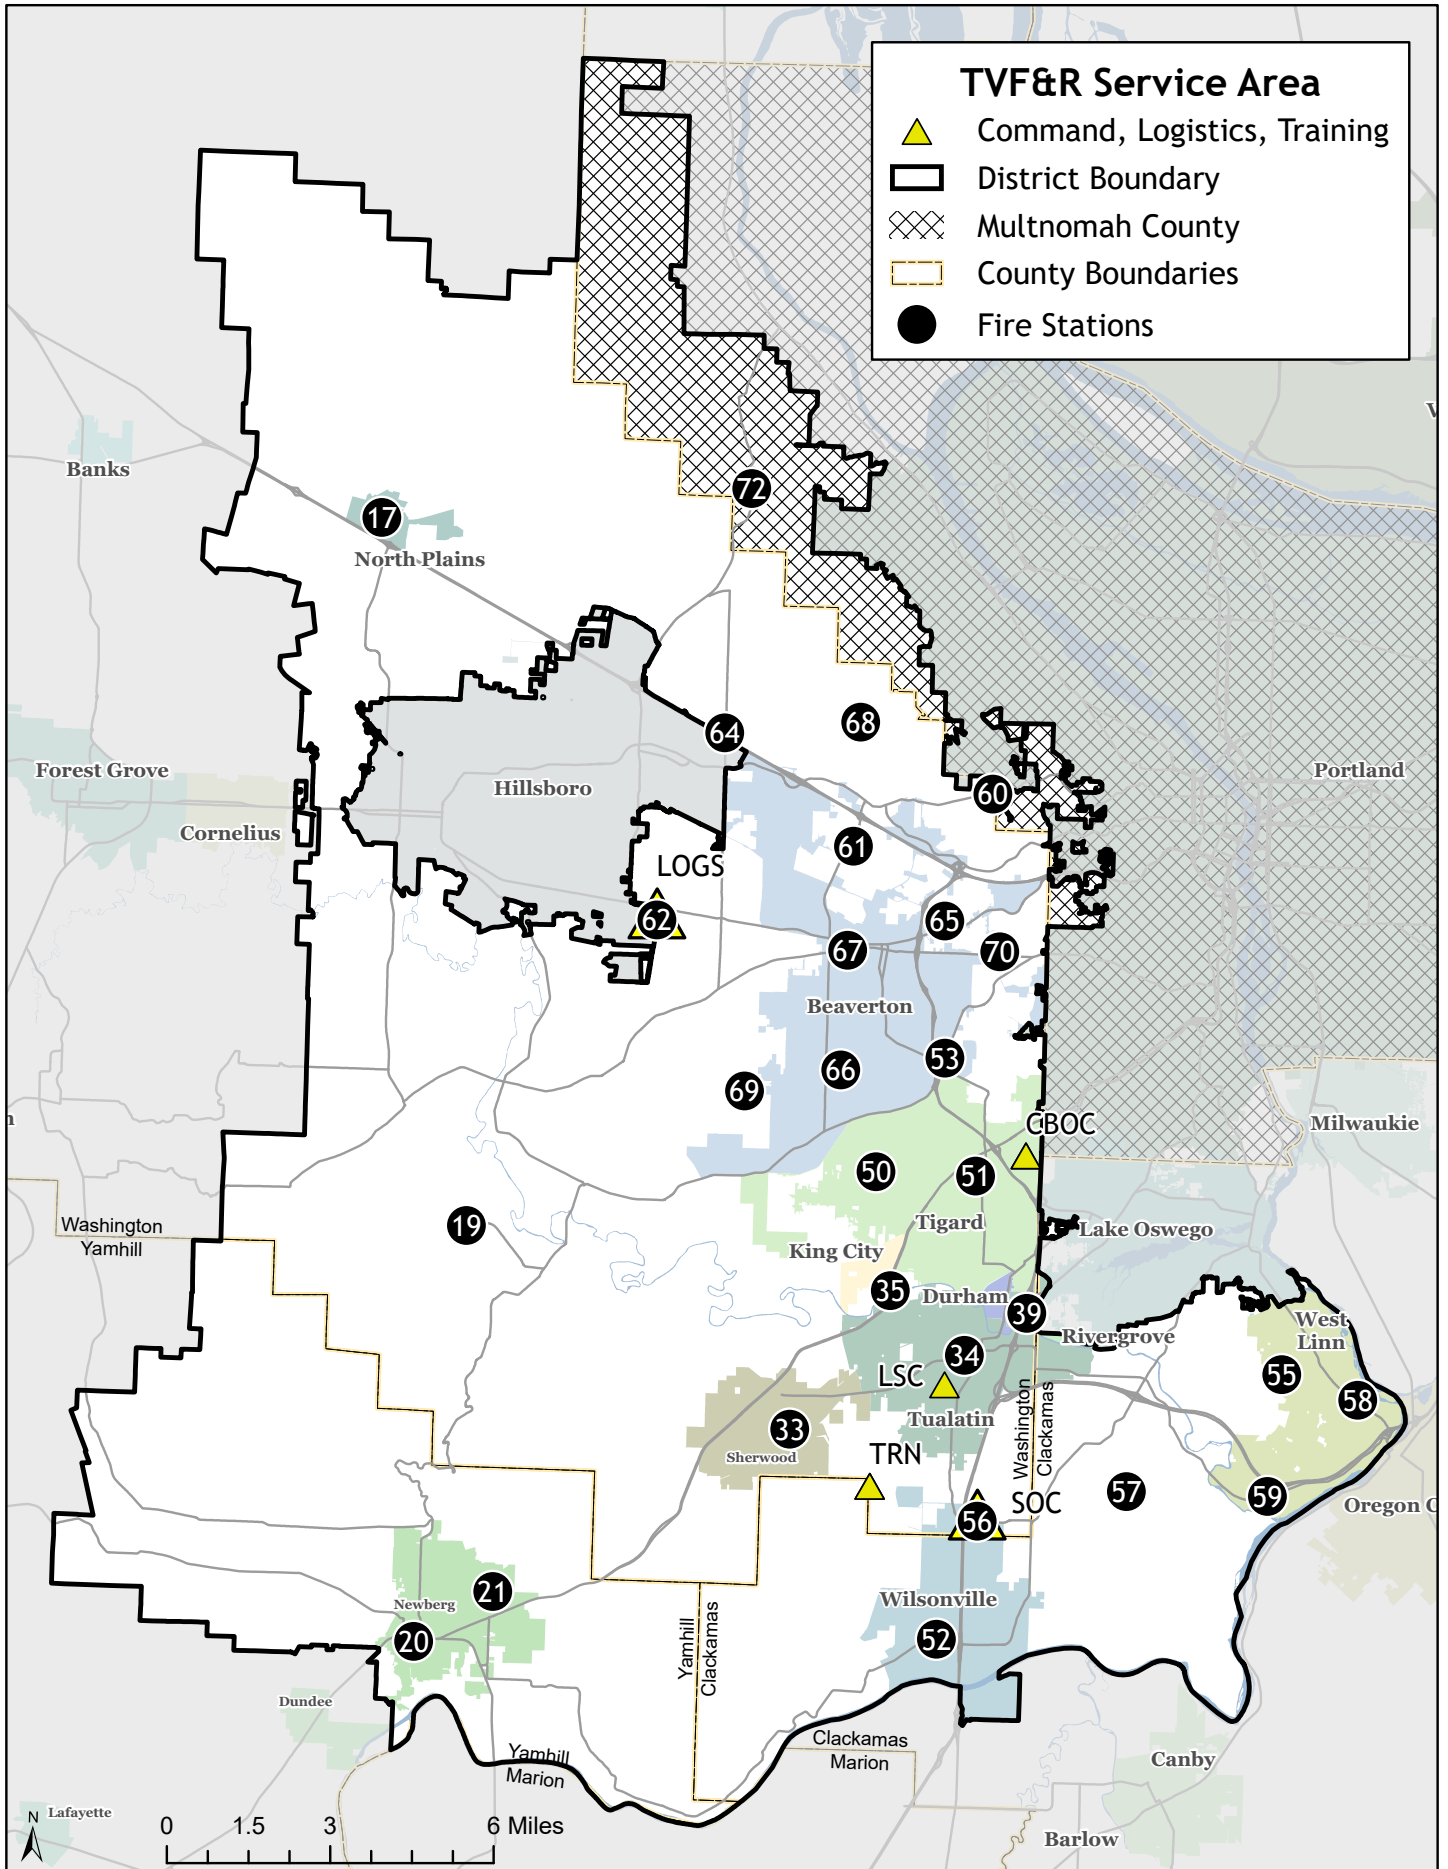 TVF&R Service Area
Command, Logistics, Training
District Boundary
Multnomah County
County Boundaries
Fire Stations
Banks
72
17
North Plains
68
64
Forest Grove
Hillsboro
Portland
60
Cornelius
61
LOGS
62
65
67
70
Beaverton
53
66
69
CBOC
Milwaukie
50
51
Washington
Yamhill
19
Tigard
Lake Oswego
King City
35
Durham
39
West
Linn
Rivergrove
34
55
LSC
58
Tualatin
33
Sherwood
Washington
Clackamas
TRN
57
59
SOC
Oregon C
56
21
Newberg
Wilsonville
20
52
Yamhill
Clackamas
Dundee
Clackamas
Marion
Yamhill
Marion
Canby
N
Lafayette
0 1.5 3 6 Miles
Barlow